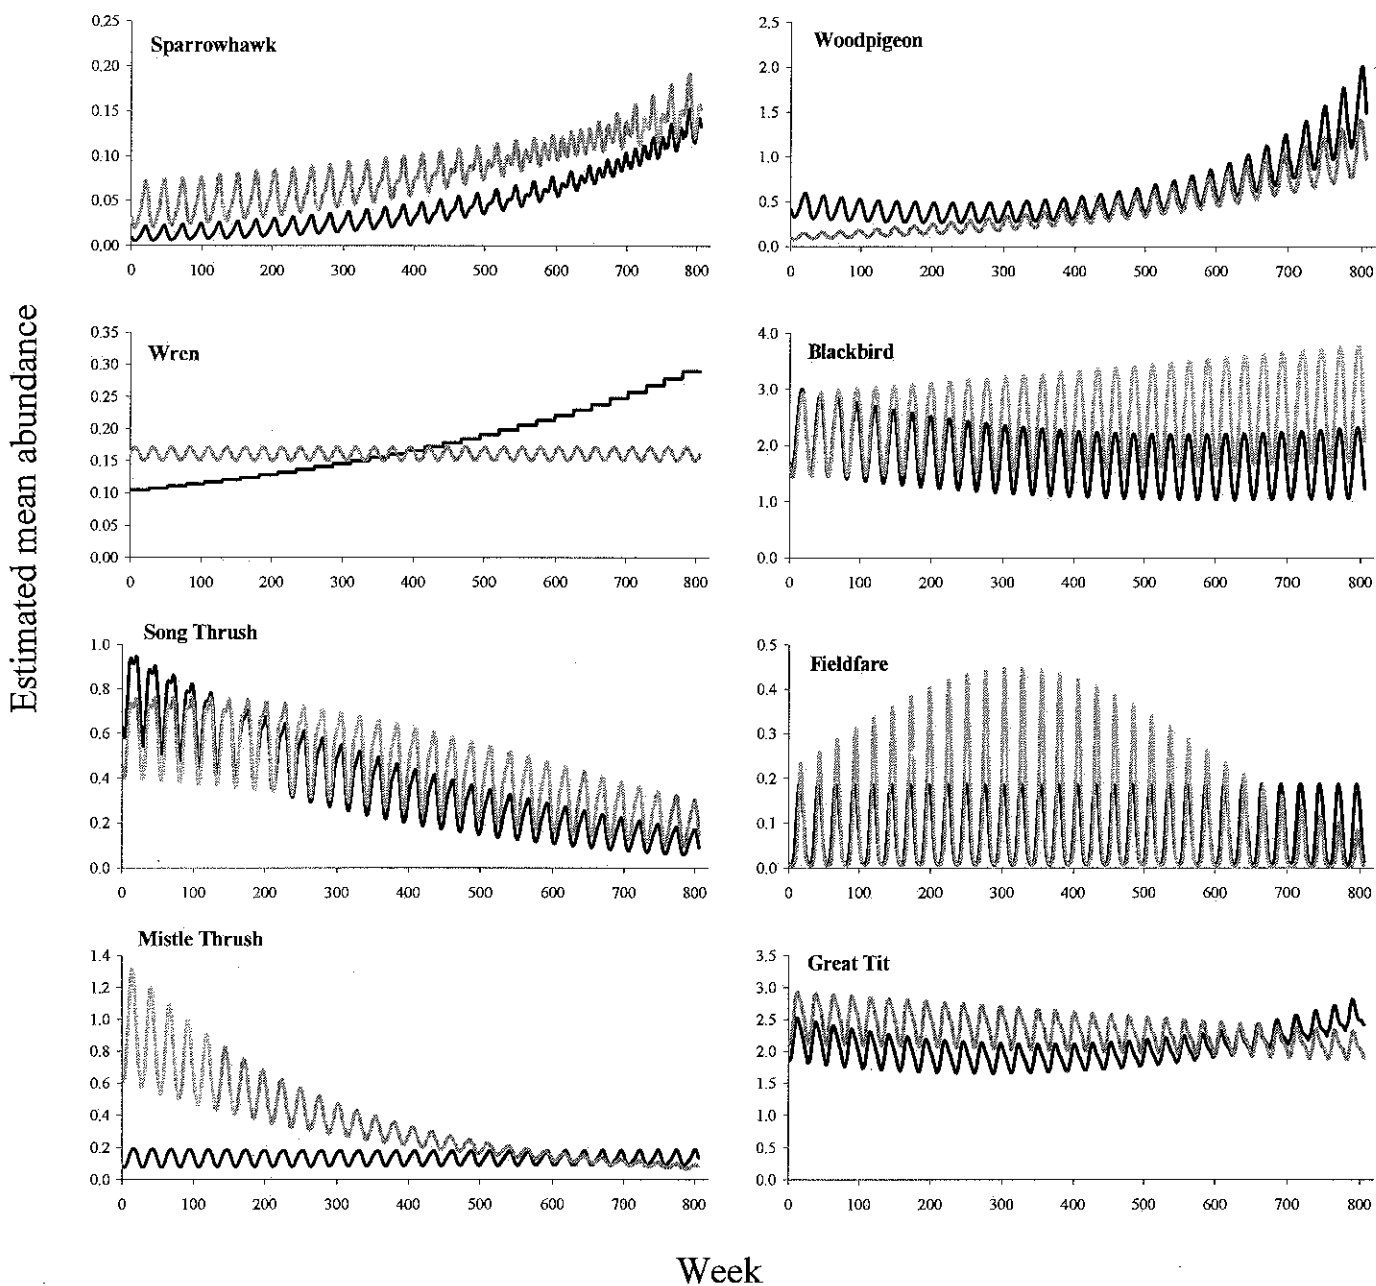 Estimated mean abundance
Sparrowhawk
0.25
0.20
0.15
0.10
0.05
0.00
0 100 200 300 400 500 600 700 800
Woodpigeon
2.5
2.0
1.5
1.0
0.5
0.0
0 100 200 300 400 500 600 700 800
Wren
0.35
0.30
0.25
0.20
0.15
0.10
0.05
0.00
0 100 200 300 400 500 600 700 800
Blackbird
4.0
3.0
2.0
1.0
0.0
0 100 200 300 400 500 600 700 800
Song Thrush
1.0
0.8
0.6
0.4
0.2
0.0
0 100 200 300 400 500 600 700 800
Fieldfare
0.5
0.4
0.3
0.2
0.1
0.0
0 100 200 300 400 500 600 700 800
Mistle Thrush
1.4
1.2
1.0
0.8
0.6
0.4
0.2
0.0
0 100 200 300 400 500 600 700 800
Great Tit
3.5
3.0
2.5
2.0
1.5
1.0
0.5
0.0
0 100 200 300 400 500 600 700 800
Week